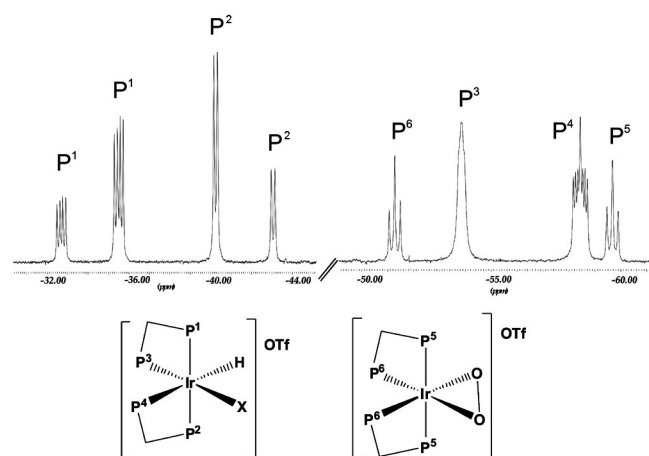 P¹ P¹ P² P² P⁶ P³ P⁴ P⁵
-32.00 -36.00 -40.00 -44.00 -50.00 -55.00 -60.00
(ppm) (ppm)
P¹ P³ Ir H P⁴ X P² OTf
P⁵ P⁶ Ir O O P⁶ P⁵ OTf